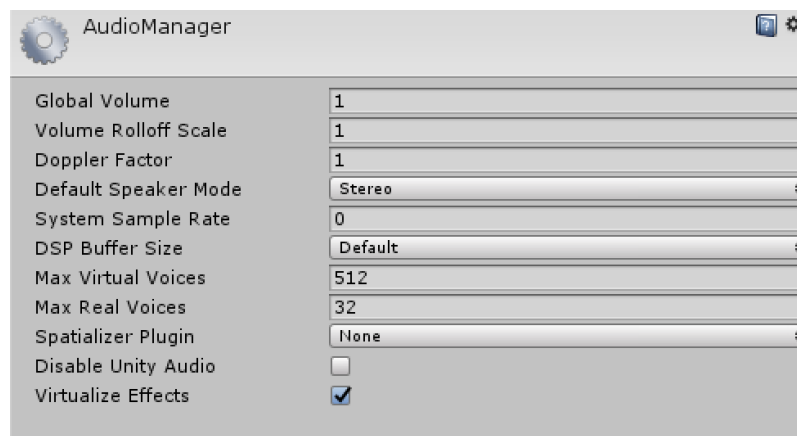 AudioManager
Global Volume 1
Volume Rolloff Scale 1
Doppler Factor 1
Default Speaker Mode Stereo
System Sample Rate 0
DSP Buffer Size Default
Max Virtual Voices 512
Max Real Voices 32
Spatializer Plugin None
Disable Unity Audio
Virtualize Effects